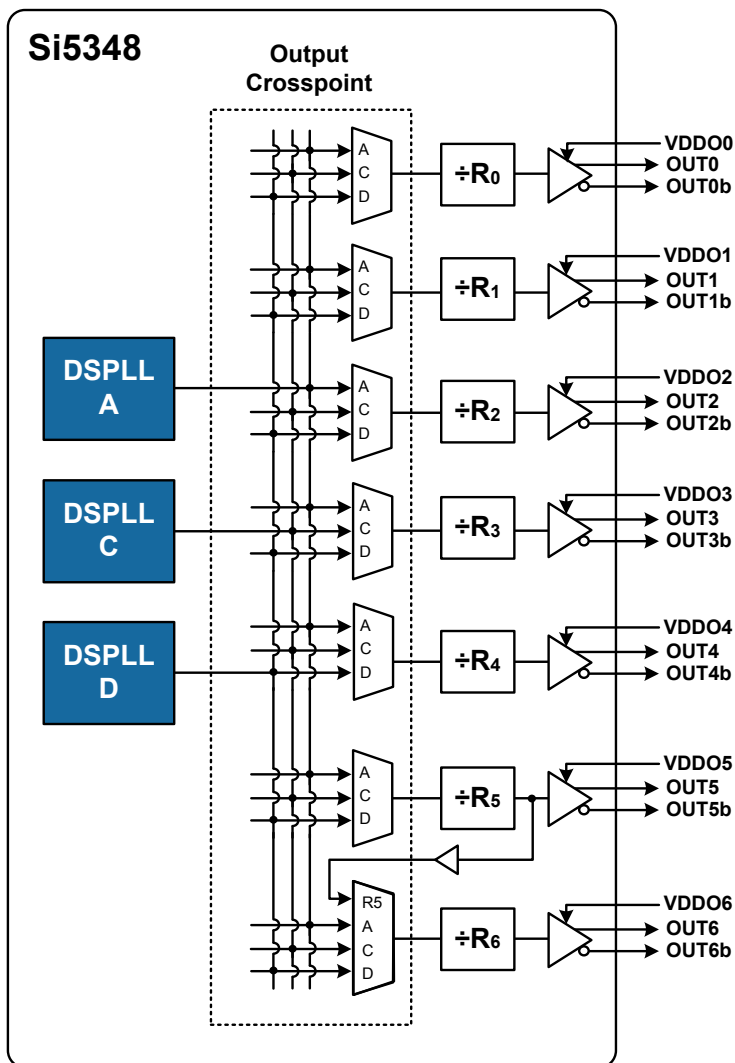 Si5348
Output
Crosspoint
A
C
D
÷R0
VDDO0
OUT0
OUT0b
A
C
D
÷R1
VDDO1
OUT1
OUT1b
DSPLL
A
A
C
D
÷R2
VDDO2
OUT2
OUT2b
DSPLL
C
A
C
D
÷R3
VDDO3
OUT3
OUT3b
DSPLL
D
A
C
D
÷R4
VDDO4
OUT4
OUT4b
A
C
D
÷R5
VDDO5
OUT5
OUT5b
R5
A
C
D
÷R6
VDDO6
OUT6
OUT6b